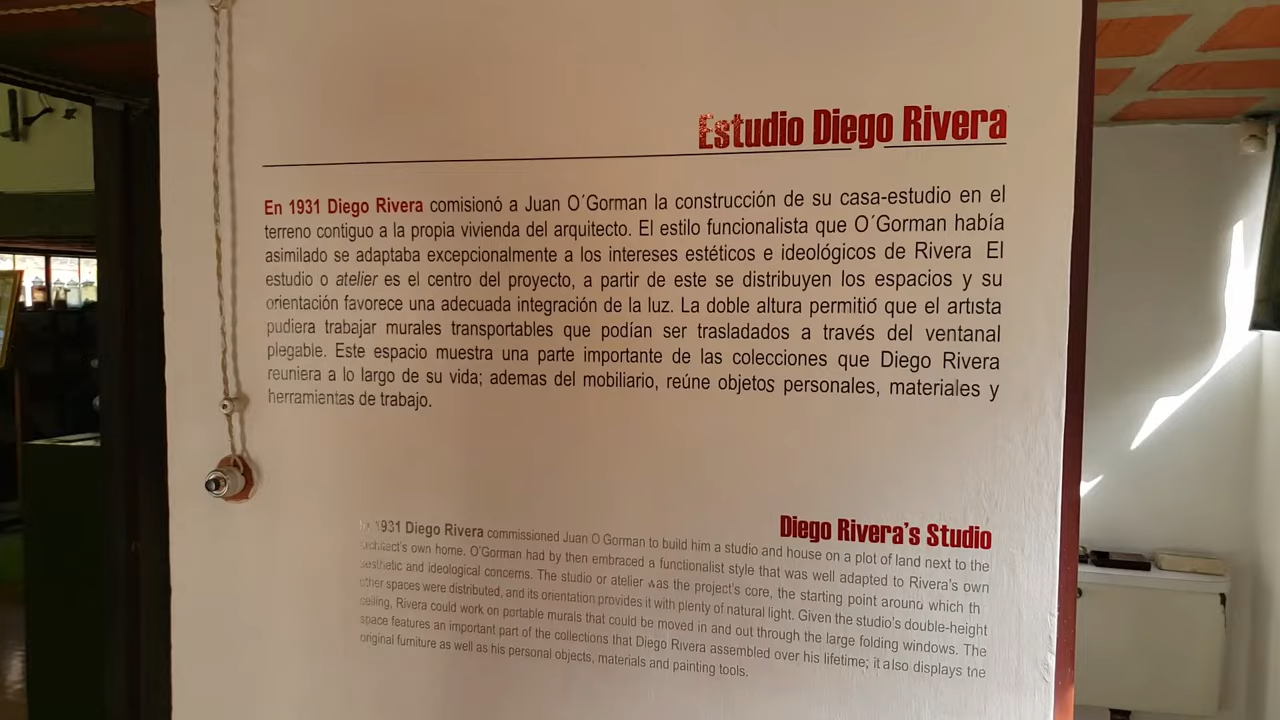 Estudio Diego Rivera
En 1931 Diego Rivera comisionó a Juan O´Gorman la construcción de su casa-estudio en el
terreno contiguo a la propia vivienda del arquitecto. El estilo funcionalista que O´Gorman había
asimilado se adaptaba excepcionalmente a los intereses estéticos e ideológicos de Rivera El
estudio o atelier es el centro del proyecto, a partir de este se distribuyen los espacios y su
orientación favorece una adecuada integración de la luz. La doble altura permitió que el artista
pudiera trabajar murales transportables que podían ser trasladados a través del ventanal
plegable. Este espacio muestra una parte importante de las colecciones que Diego Rivera
reuniera a lo largo de su vida; ademas del mobiliario, reúne objetos personales, materiales y
herramientas de trabajo.
Diego Rivera's Studio
1931 Diego Rivera commissioned Juan O Gorman to build him a studio and house on a plot of land next to the
architect's own home. O'Gorman had by then embraced a functionalist style that was well adapted to Rivera's own
aesthetic and ideological concerns. The studio or atelier was the project's core, the starting point around which th
other spaces were distributed, and its orientation provides it with plenty of natural light. Given the studio's double-height
ceiling, Rivera could work on portable murals that could be moved in and out through the large folding windows. The
space features an important part of the collections that Diego Rivera assembled over his lifetime; it also displays the
original furniture as well as his personal objects, materials and painting tools.